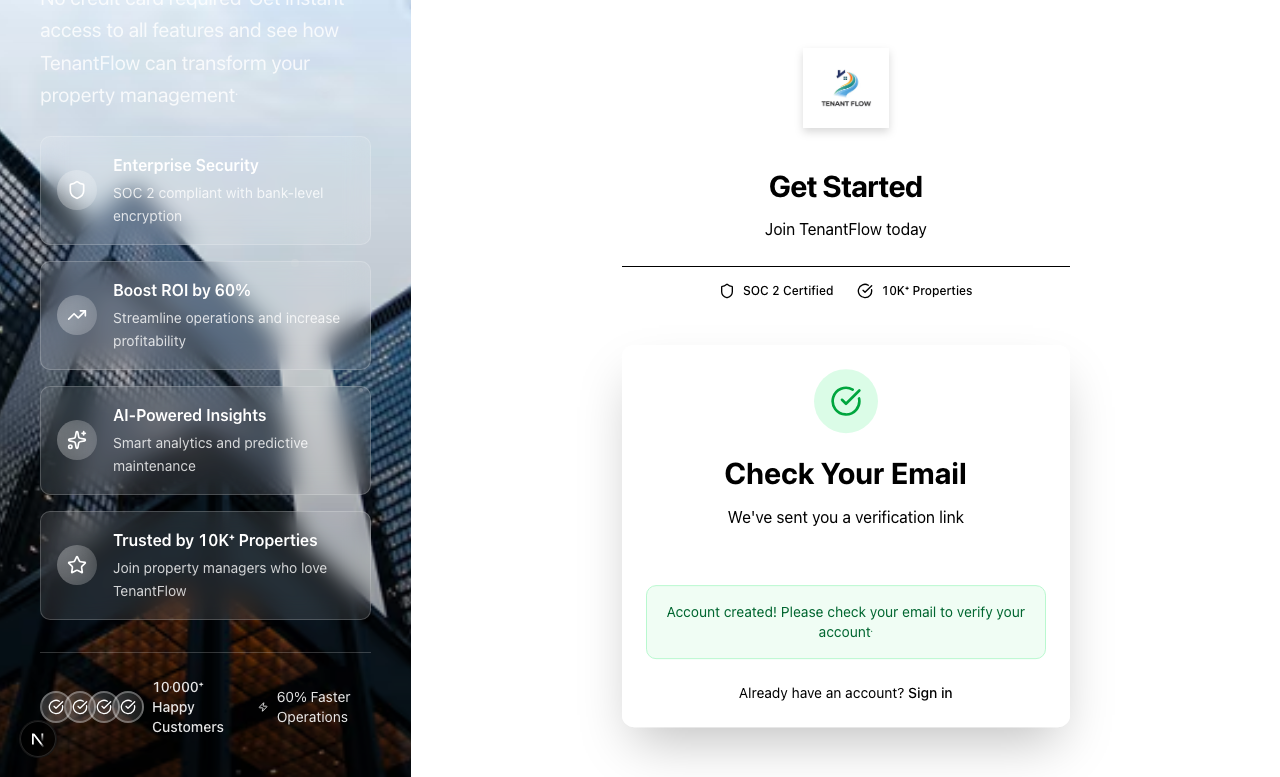 No credit card required· Get instant
access to all features and see how
TenantFlow can transform your
property management·
Enterprise Security
SOC 2 compliant with bank-level
encryption
Boost ROI by 60%
Streamline operations and increase
profitability
AI-Powered Insights
Smart analytics and predictive
maintenance
Trusted by 10K⁺ Properties
Join property managers who love
TenantFlow
10·000⁺
Happy
Customers
60% Faster
Operations
N
TENANT FLOW
Get Started
Join TenantFlow today
SOC 2 Certified
10K⁺ Properties
Check Your Email
We've sent you a verification link
Account created! Please check your email to verify your
account·
Already have an account? Sign in